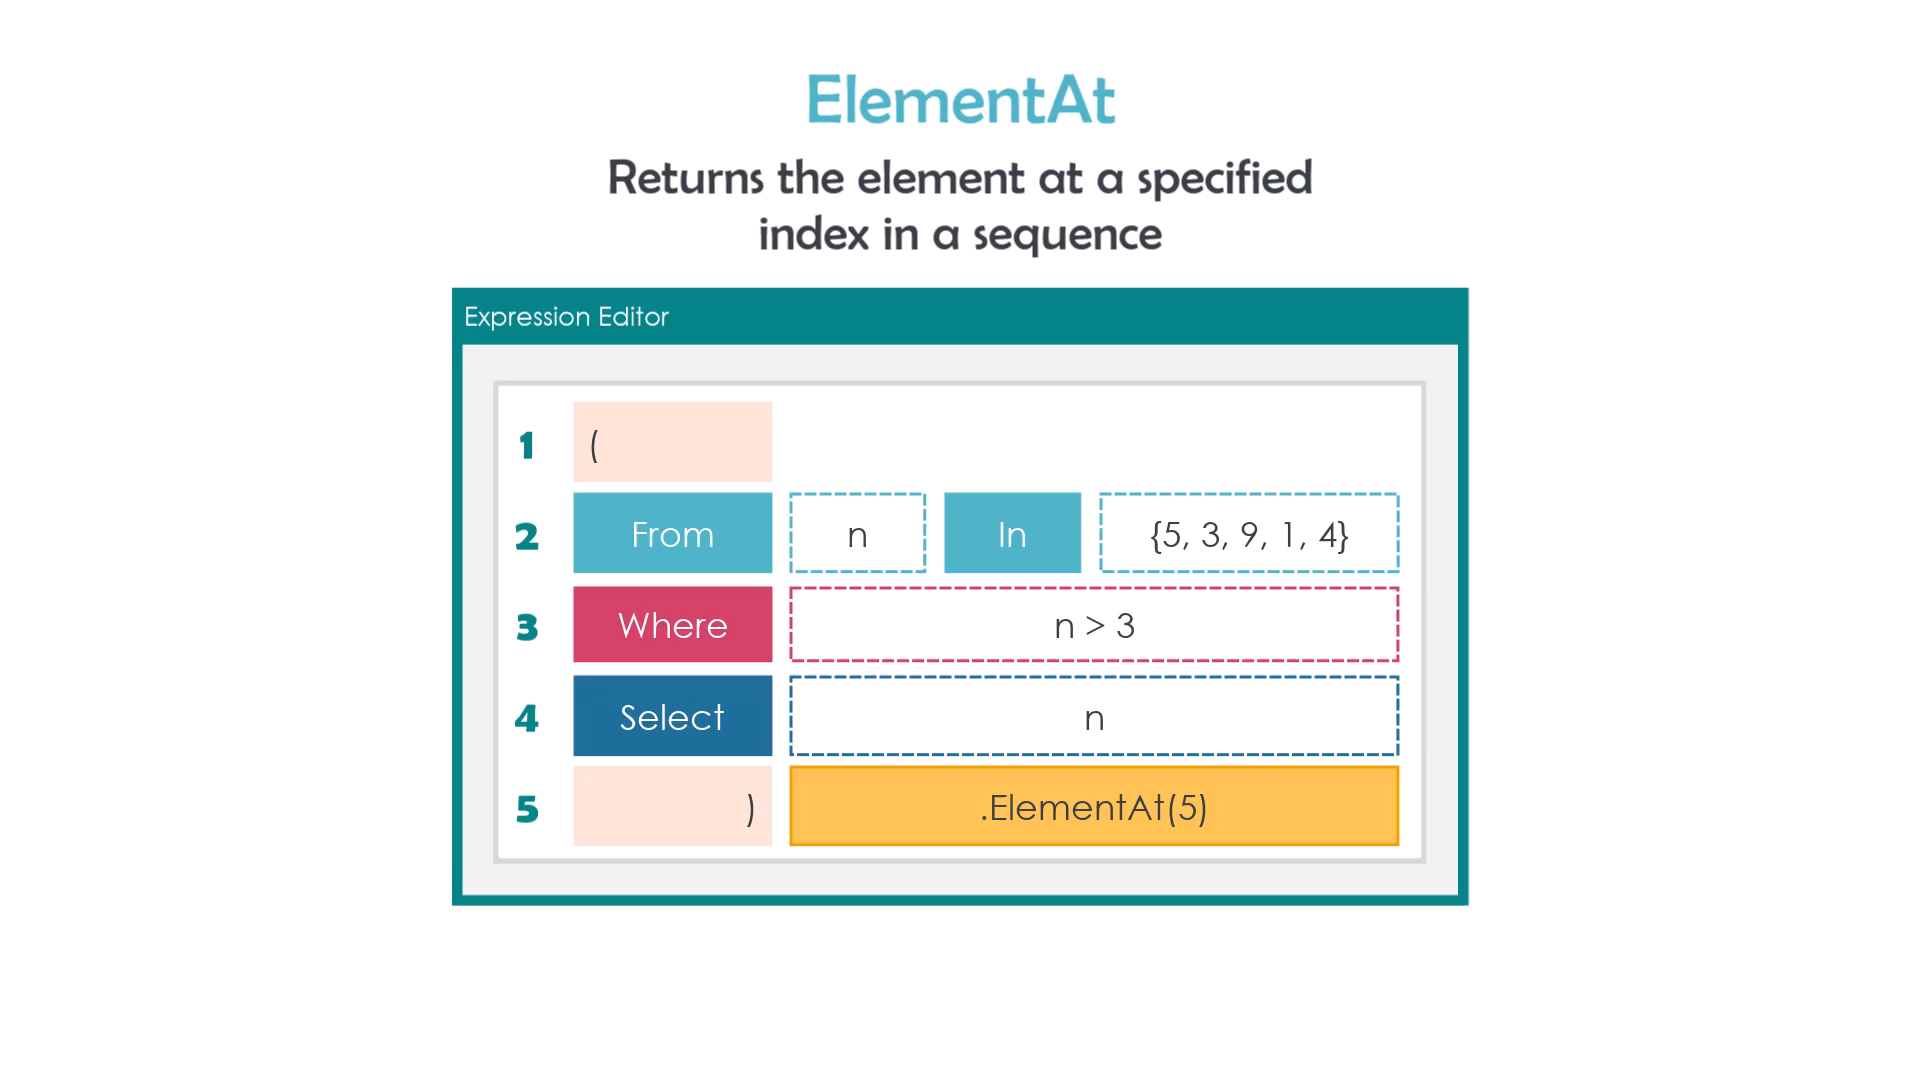 ElementAt
Returns the element at a specified
index in a sequence
Expression Editor
1 (
2 From n In {5, 3, 9, 1, 4}
3 Where n > 3
4 Select n
5 ) .ElementAt(5)